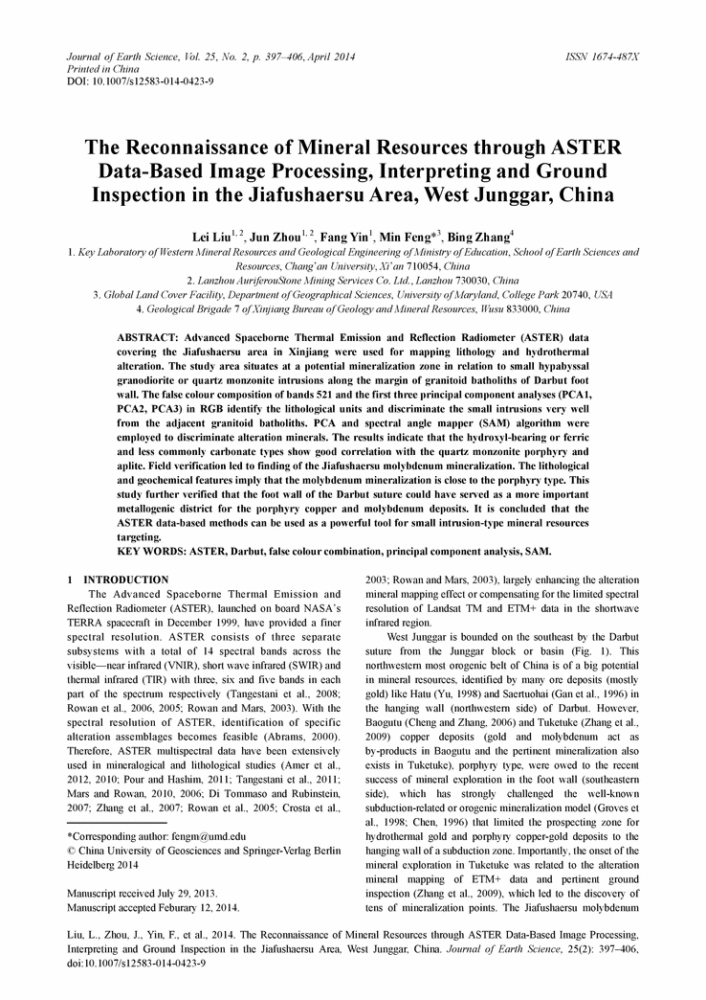 Journal of Earth Science, Vol. 25, No. 2, p. 397–406, April 2014
ISSN 1674-487X
Printed in China
DOI: 10.1007/s12583-014-0423-9
The Reconnaissance of Mineral Resources through ASTER
Data-Based Image Processing, Interpreting and Ground
Inspection in the Jiafushaersu Area, West Junggar, China
Lei Liu1, 2, Jun Zhou1, 2, Fang Yin1, Min Feng*3, Bing Zhang4
1. Key Laboratory of Western Mineral Resources and Geological Engineering of Ministry of Education, School of Earth Sciences and
Resources, Chang'an University, Xi'an 710054, China
2. Lanzhou AuriferouStone Mining Services Co. Ltd., Lanzhou 730030, China
3. Global Land Cover Facility, Department of Geographical Sciences, University of Maryland, College Park 20740, USA
4. Geological Brigade 7 of Xinjiang Bureau of Geology and Mineral Resources, Wusu 833000, China
ABSTRACT: Advanced Spaceborne Thermal Emission and Reflection Radiometer (ASTER) data
covering the Jiafushaersu area in Xinjiang were used for mapping lithology and hydrothermal
alteration. The study area situates at a potential mineralization zone in relation to small hypabyssal
granodiorite or quartz monzonite intrusions along the margin of granitoid batholiths of Darbut foot
wall. The false colour composition of bands 521 and the first three principal component analyses (PCA1,
PCA2, PCA3) in RGB identify the lithological units and discriminate the small intrusions very well
from the adjacent granitoid batholiths. PCA and spectral angle mapper (SAM) algorithm were
employed to discriminate alteration minerals. The results indicate that the hydroxyl-bearing or ferric
and less commonly carbonate types show good correlation with the quartz monzonite porphyry and
aplite. Field verification led to finding of the Jiafushaersu molybdenum mineralization. The lithological
and geochemical features imply that the molybdenum mineralization is close to the porphyry type. This
study further verified that the foot wall of the Darbut suture could have served as a more important
metallogenic district for the porphyry copper and molybdenum deposits. It is concluded that the
ASTER data-based methods can be used as a powerful tool for small intrusion-type mineral resources
targeting.
KEY WORDS: ASTER, Darbut, false colour combination, principal component analysis, SAM.
1 INTRODUCTION
The Advanced Spaceborne Thermal Emission and
Reflection Radiometer (ASTER), launched on board NASA's
TERRA spacecraft in December 1999, have provided a finer
spectral resolution. ASTER consists of three separate
subsystems with a total of 14 spectral bands across the
visible—near infrared (VNIR), short wave infrared (SWIR) and
thermal infrared (TIR) with three, six and five bands in each
part of the spectrum respectively (Tangestani et al., 2008;
Rowan et al., 2006, 2005; Rowan and Mars, 2003). With the
spectral resolution of ASTER, identification of specific
alteration assemblages becomes feasible (Abrams, 2000).
Therefore, ASTER multispectral data have been extensively
used in mineralogical and lithological studies (Amer et al.,
2012, 2010; Pour and Hashim, 2011; Tangestani et al., 2011;
Mars and Rowan, 2010, 2006; Di Tommaso and Rubinstein,
2007; Zhang et al., 2007; Rowan et al., 2005; Crosta et al.,
*Corresponding author: fengm@umd.edu
© China University of Geosciences and Springer-Verlag Berlin
Heidelberg 2014
Manuscript received July 29, 2013.
Manuscript accepted Feburary 12, 2014.
2003; Rowan and Mars, 2003), largely enhancing the alteration
mineral mapping effect or compensating for the limited spectral
resolution of Landsat TM and ETM+ data in the shortwave
infrared region.
West Junggar is bounded on the southeast by the Darbut
suture from the Junggar block or basin (Fig. 1). This
northwestern most orogenic belt of China is of a big potential
in mineral resources, identified by many ore deposits (mostly
gold) like Hatu (Yu, 1998) and Saertuohai (Gan et al., 1996) in
the hanging wall (northwestern side) of Darbut. However,
Baogutu (Cheng and Zhang, 2006) and Tuketuke (Zhang et al.,
2009) copper deposits (gold and molybdenum act as
by-products in Baogutu and the pertinent mineralization also
exists in Tuketuke), porphyry type, were owed to the recent
success of mineral exploration in the foot wall (southeastern
side), which has strongly challenged the well-known
subduction-related or orogenic mineralization model (Groves et
al., 1998; Chen, 1996) that limited the prospecting zone for
hydrothermal gold and porphyry copper-gold deposits to the
hanging wall of a subduction zone. Importantly, the onset of the
mineral exploration in Tuketuke was related to the alteration
mineral mapping of ETM+ data and pertinent ground
inspection (Zhang et al., 2009), which led to the discovery of
tens of mineralization points. The Jiafushaersu molybdenum
Liu, L., Zhou, J., Yin, F., et al., 2014. The Reconnaissance of Mineral Resources through ASTER Data-Based Image Processing,
Interpreting and Ground Inspection in the Jiafushaersu Area, West Junggar, China. Journal of Earth Science, 25(2): 397–406,
doi:10.1007/s12583-014-0423-9